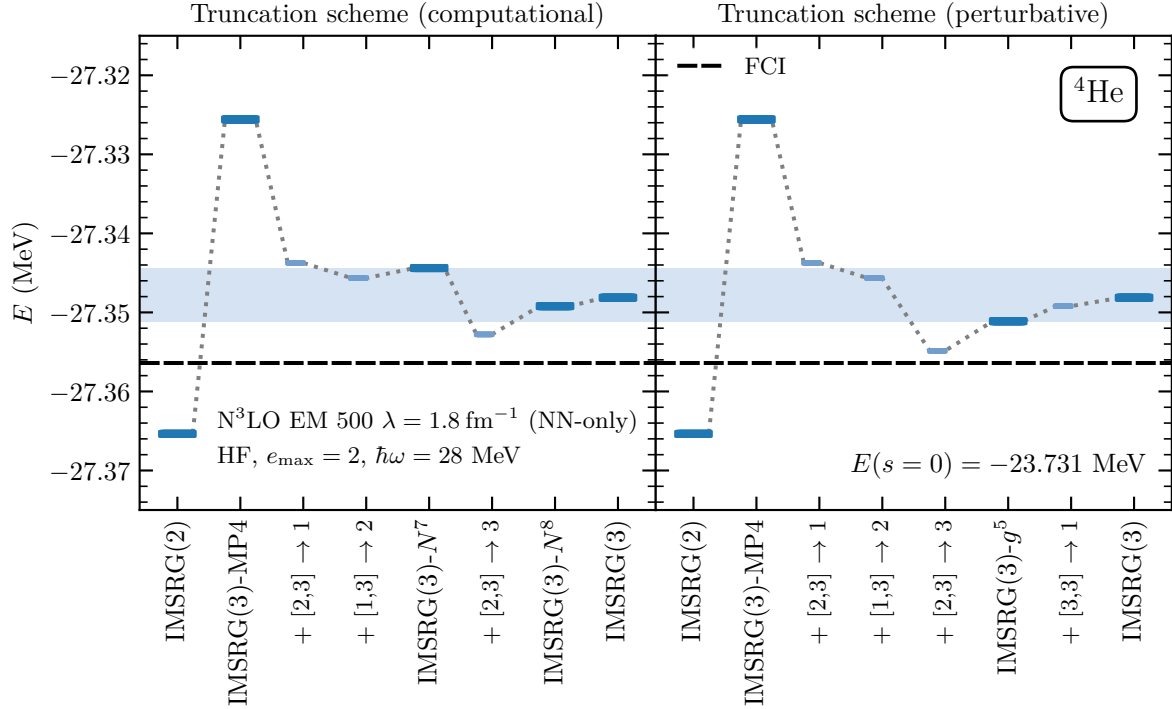 Truncation scheme (computational)
Truncation scheme (perturbative)
E (MeV)
−27.32
−27.33
−27.34
−27.35
−27.36
−27.37
N³LO EM 500 λ = 1.8 fm⁻¹ (NN-only)
HF, eₘₐₓ = 2, ℏω = 28 MeV
FCI
⁴He
E(s = 0) = −23.731 MeV
IMSRG(2)
IMSRG(3)-MP4
+ [2,3] → 1
+ [1,3] → 2
IMSRG(3)-N⁷
+ [2,3] → 3
IMSRG(3)-N⁸
IMSRG(3)
IMSRG(2)
IMSRG(3)-MP4
+ [2,3] → 1
+ [1,3] → 2
+ [2,3] → 3
IMSRG(3)-g⁵
+ [3,3] → 1
IMSRG(3)